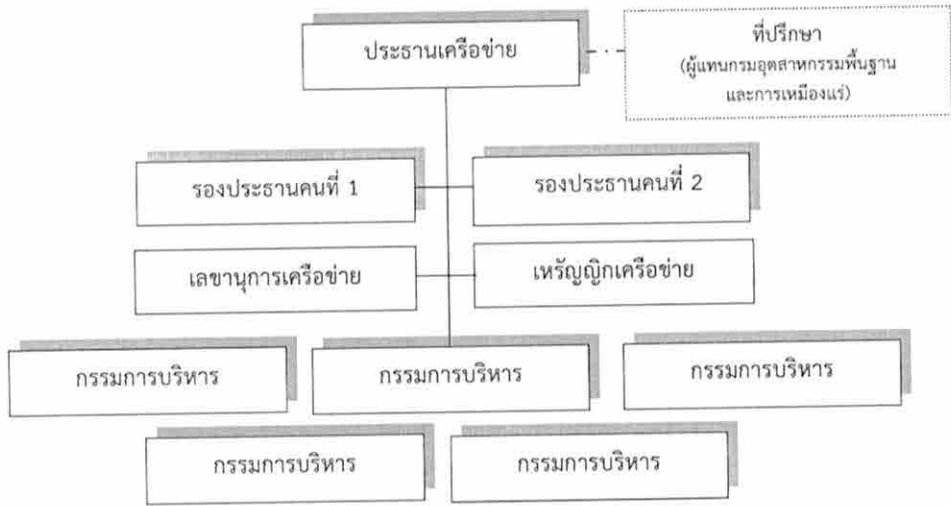 ประธานเครือข่าย
ที่ปรึกษา
(ผู้แทนกรมอุตสาหกรรมพื้นฐาน
และการเหมืองแร่)
รองประธานคนที่ 1
รองประธานคนที่ 2
เลขานุการเครือข่าย
เหรัญญิกเครือข่าย
กรรมการบริหาร
กรรมการบริหาร
กรรมการบริหาร
กรรมการบริหาร
กรรมการบริหาร